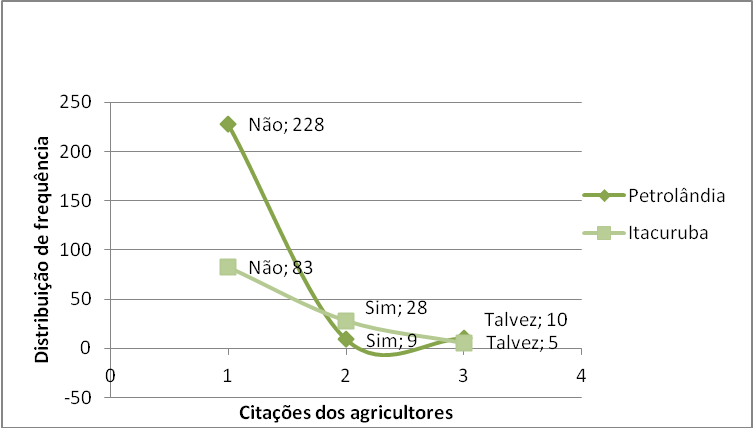 250
200
150
100
50
0
-50
Distribuição de frequência
Não; 228
Não; 83
Sim; 28
Sim; 9
Talvez; 10
Talvez; 5
0 1 2 3 4
Citações dos agricultores
Petrolândia
Itacuruba